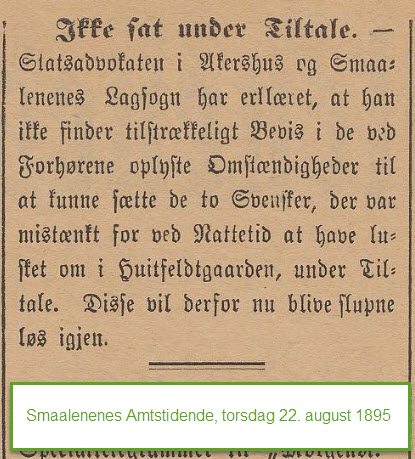 Ikke sat under Tiltale. —
Statsadvokaten i Akershus og Smaa-
lenenes Lagsogn har erklæret, at han
ikke finder tilstrækkeligt Bevis i de ved
Forhørene oplyste Omstændigheder til
at kunne sætte de to Svensker, der var
mistænkt for ved Nattetid at have lu-
sket om i Huitfeldtgaarden, under Til-
tale. Disse vil derfor nu blive slupne
løs igjen.
Smaalenenes Amtstidende, torsdag 22. august 1895